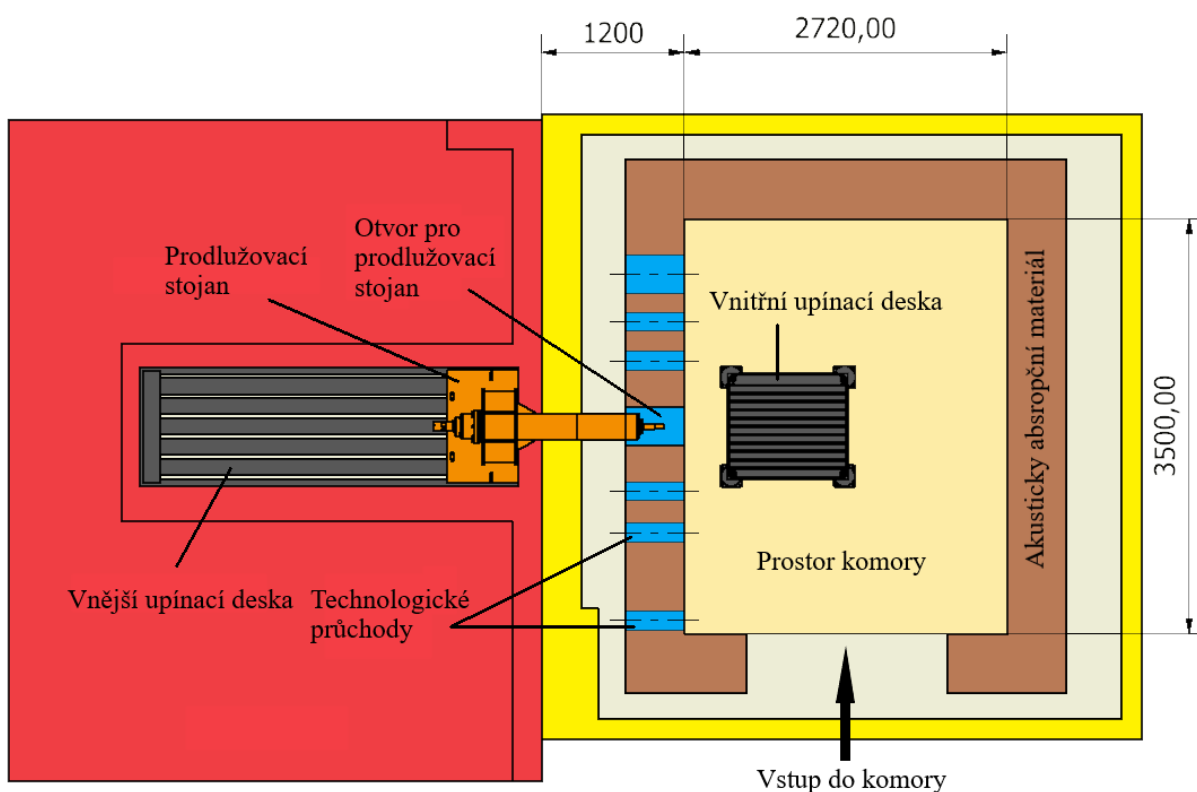 1200
2720,00
Otvor pro
prodlužovací
stojan
Prodlužovací
stojan
Vnitřní upínací deska
Akusticky absropční materiál
3500,00
Prostor komory
Vnější upínací deska
Technologické
průchody
Vstup do komory